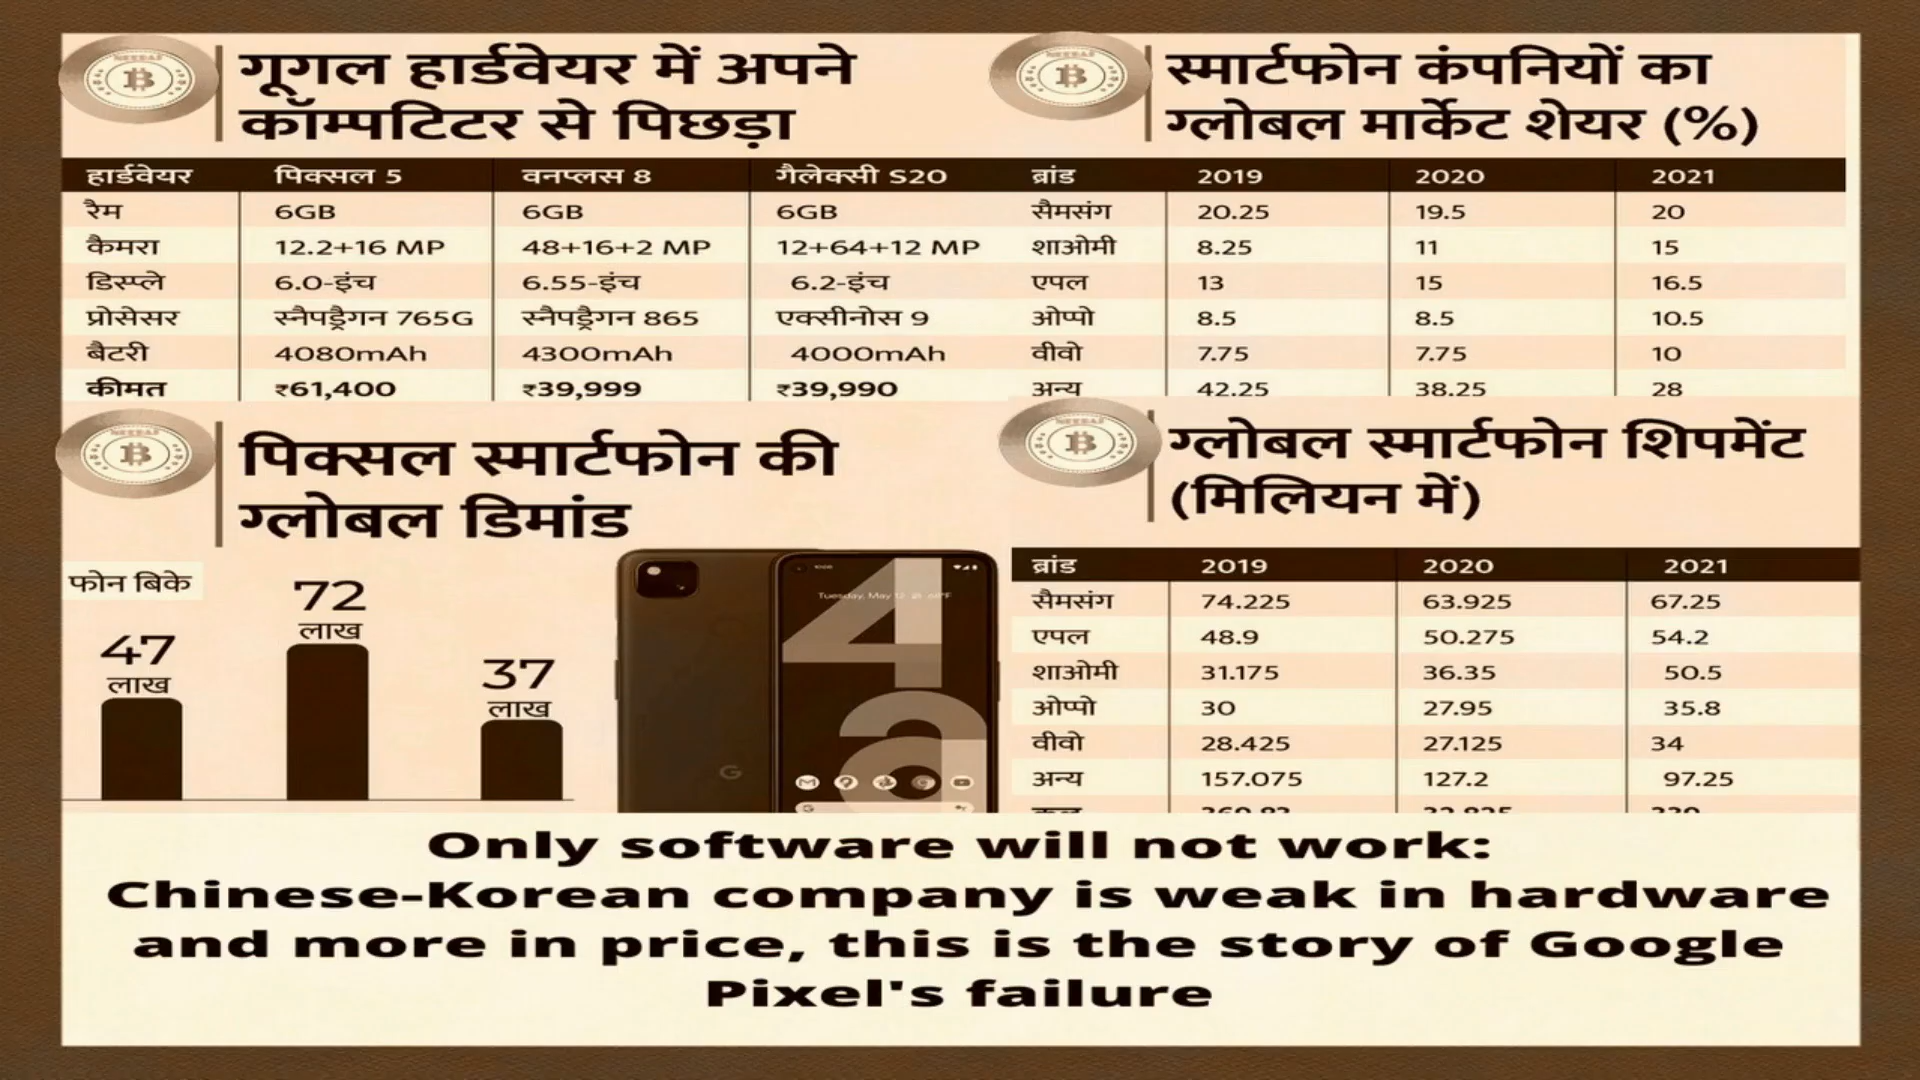 गूगल हार्डवेयर में अपने
कॉम्पटिटर से पिछड़ा
हार्डवेयर पिक्सल 5 वनप्लस 8 गैलेक्सी S20
रैम 6GB 6GB 6GB
कैमरा 12.2+16 MP 48+16+2 MP 12+64+12 MP
डिस्प्ले 6.0-इंच 6.55-इंच 6.2-इंच
प्रोसेसर स्नैपड्रैगन 765G स्नैपड्रैगन 865 एक्सीनोस 9
बैटरी 4080mAh 4300mAh 4000mAh
कीमत ₹61,400 ₹39,999 ₹39,990
स्मार्टफोन कंपनियों का
ग्लोबल मार्केट शेयर (%)
ब्रांड 2019 2020 2021
सैमसंग 20.25 19.5 20
शाओमी 8.25 11 15
एपल 13 15 16.5
ओप्पो 8.5 8.5 10.5
वीवो 7.75 7.75 10
अन्य 42.25 38.25 28
पिक्सल स्मार्टफोन की
ग्लोबल डिमांड
फोन बिके
47
लाख
72
लाख
37
लाख
Tuesday, May
4
a
G
ग्लोबल स्मार्टफोन शिपमेंट
(मिलियन में)
ब्रांड 2019 2020 2021
सैमसंग 74.225 63.925 67.25
एपल 48.9 50.275 54.2
शाओमी 31.175 36.35 50.5
ओप्पो 30 27.95 35.8
वीवो 28.425 27.125 34
अन्य 157.075 127.2 97.25
Only software will not work:
Chinese-Korean company is weak in hardware
and more in price, this is the story of Google
Pixel's failure